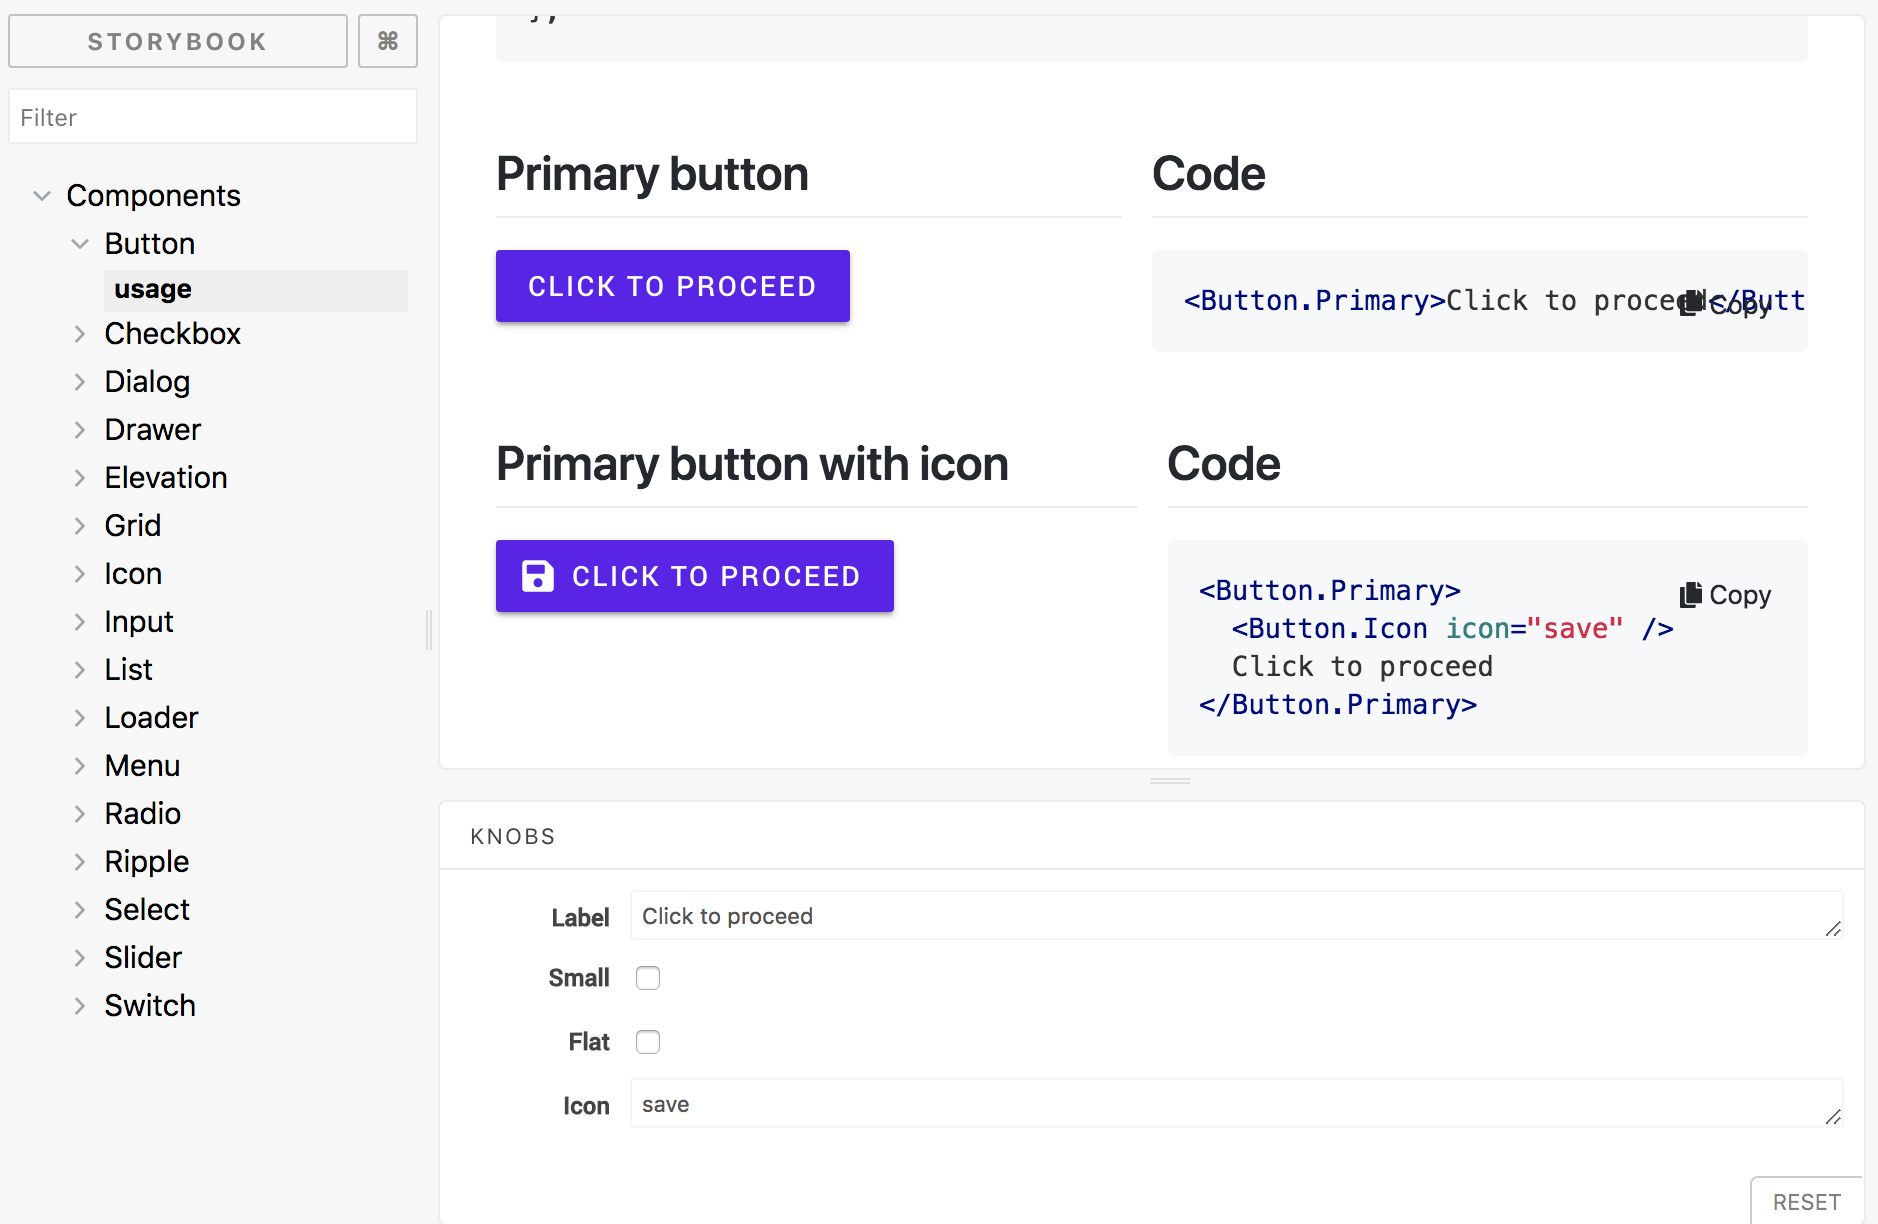 STORYBOOK
⌘
Filter
Components
Button
usage
Checkbox
Dialog
Drawer
Elevation
Grid
Icon
Input
List
Loader
Menu
Radio
Ripple
Select
Slider
Switch
};
Primary button
CLICK TO PROCEED
Code
<Button.Primary>Click to proceed</Butt
Copy
Primary button with icon
CLICK TO PROCEED
Code
<Button.Primary>
<Button.Icon icon="save" />
Click to proceed
</Button.Primary>
Copy
KNOBS
Label
Click to proceed
Small
Flat
Icon
save
RESET